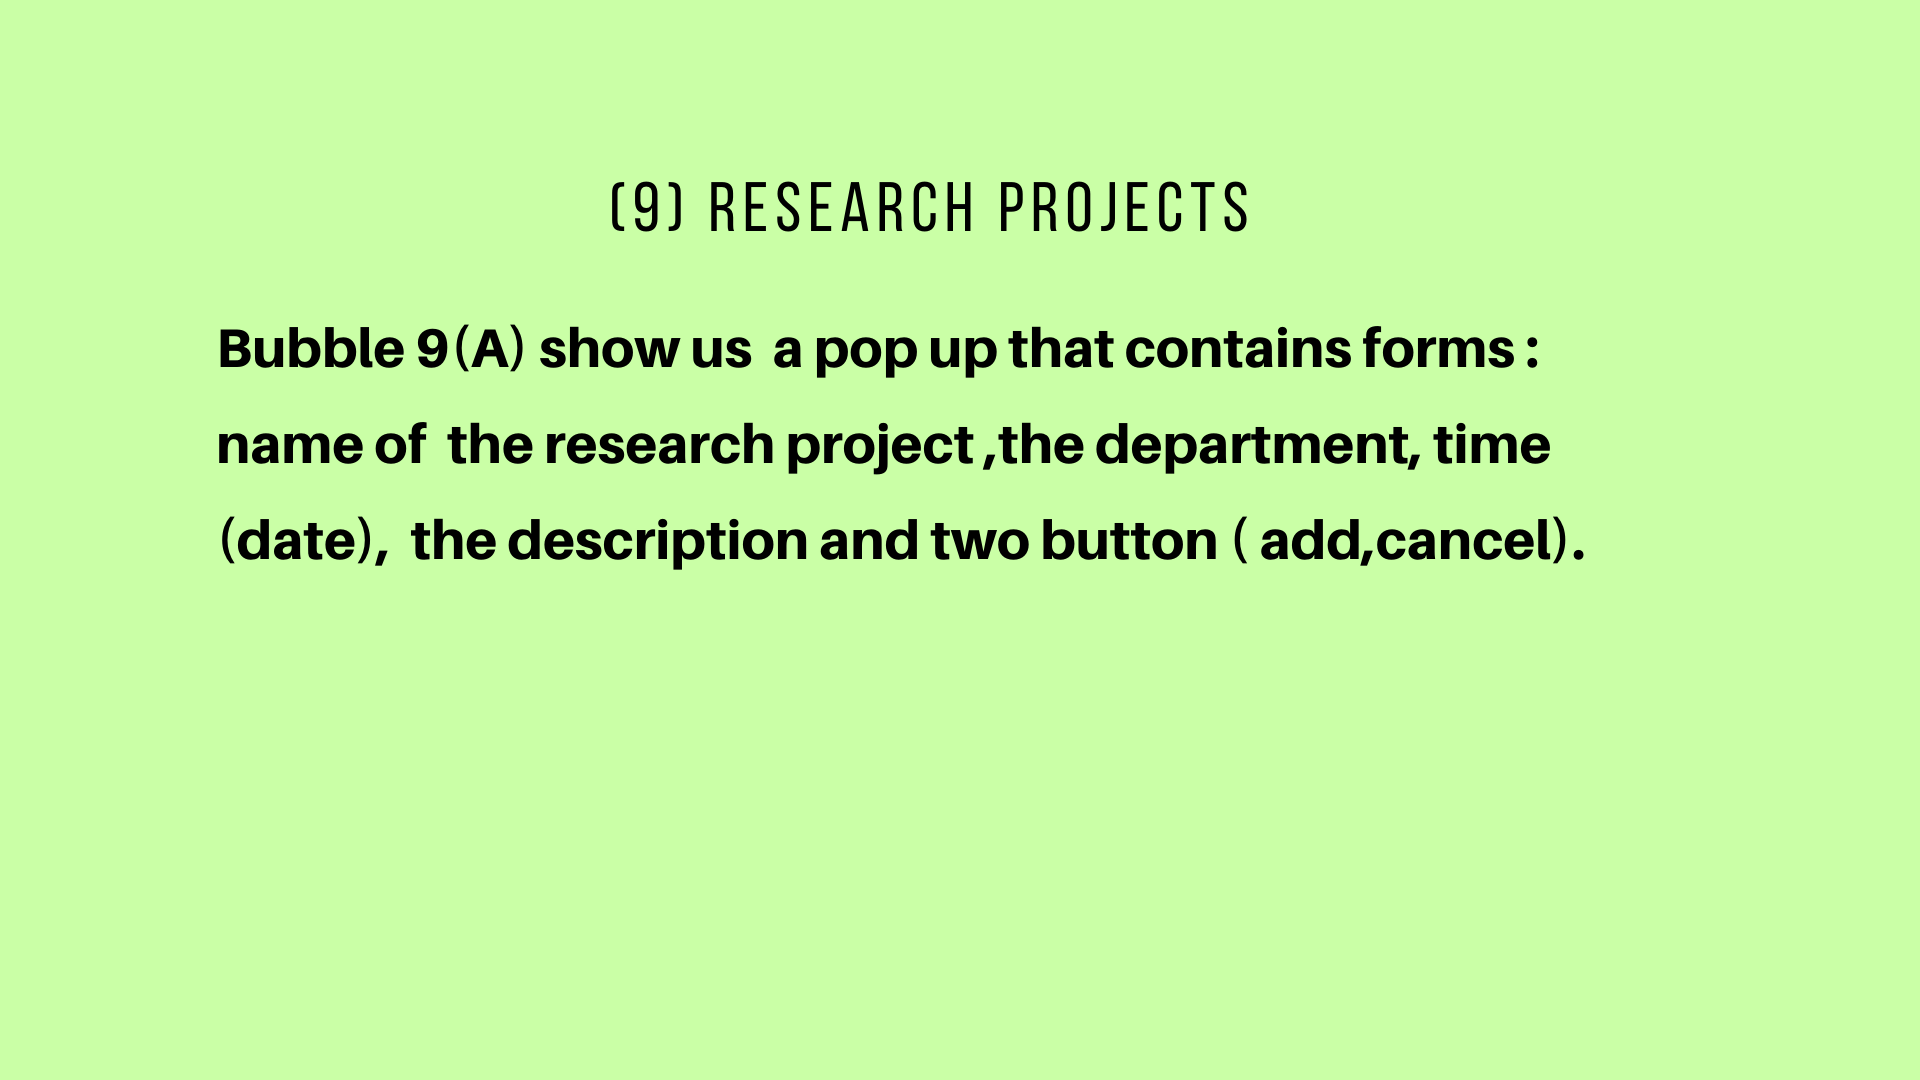 (9) RESEARCH PROJECTS
Bubble 9(A) show us  a pop up that contains forms :
name of  the research project ,the department, time
(date),  the description and two button ( add,cancel).